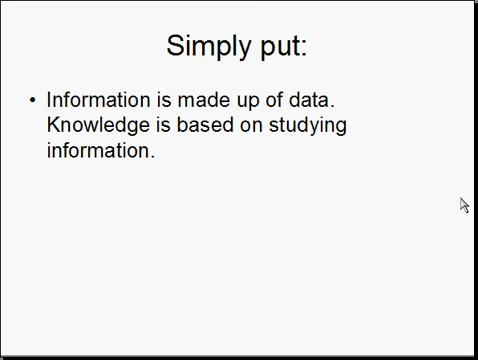 Simply put:
• Information is made up of data.
Knowledge is based on studying
information.